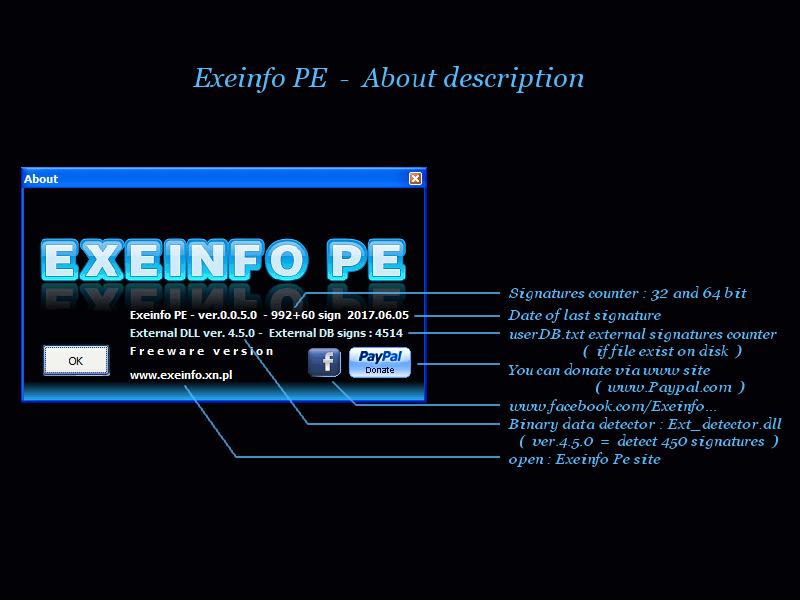 Exeinfo PE - About description
About
EXEINFO PE
Exeinfo PE - ver.0.0.5.0 - 992+60 sign 2017.06.05
External DLL ver. 4.5.0 - External DB signs : 4514
Freeware version
OK
f
PayPal
Donate
www.exeinfo.xn.pl
Signatures counter : 32 and 64 bit
Date of last signature
userDB.txt external signatures counter
( if file exist on disk )
You can donate via www site
( www.Paypal.com )
www.facebook.com/Exeinfo...
Binary data detector : Ext_detector.dll
( ver.4.5.0 = detect 450 signatures )
open : Exeinfo Pe site